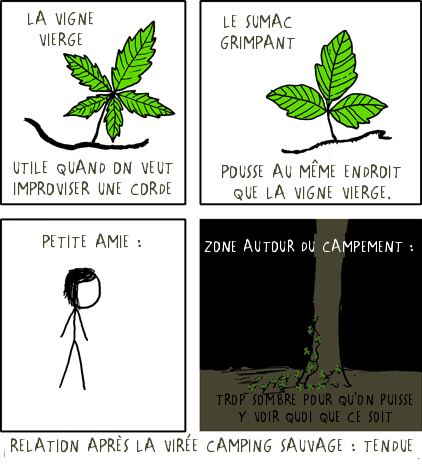 LA VIGNE
VIERGE
UTILE QUAND ON VEUT
IMPROVISER UNE CORDE
LE SUMAC
GRIMPANT
POUSSE AU MÊME ENDROIT
QUE LA VIGNE VIERGE.
PETITE AMIE :
ZONE AUTOUR DU CAMPEMENT :
TROP SOMBRE POUR QU'ON PUISSE
Y VOIR QUOI QUE CE SOIT
RELATION APRÈS LA VIRÉE CAMPING SAUVAGE : TENDUE